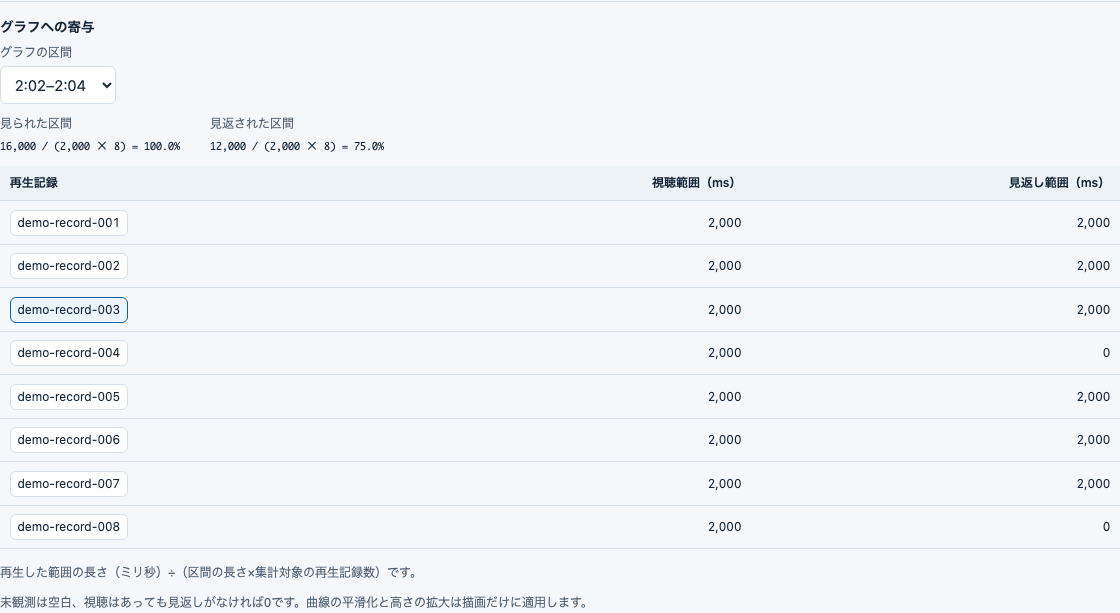 グラフへの寄与
グラフの区間
2:02–2:04
見られた区間 見返された区間
16,000 / (2,000 × 8) = 100.0% 12,000 / (2,000 × 8) = 75.0%
再生記録 視聴範囲（ms） 見返し範囲（ms）
demo-record-001 2,000 2,000
demo-record-002 2,000 2,000
demo-record-003 2,000 2,000
demo-record-004 2,000 0
demo-record-005 2,000 2,000
demo-record-006 2,000 2,000
demo-record-007 2,000 2,000
demo-record-008 2,000 0
再生した範囲の長さ（ミリ秒）÷（区間の長さ×集計対象の再生記録数）です。
未観測は空白、視聴はあっても見返しがなければ0です。曲線の平滑化と高さの拡大は描画だけに適用します。